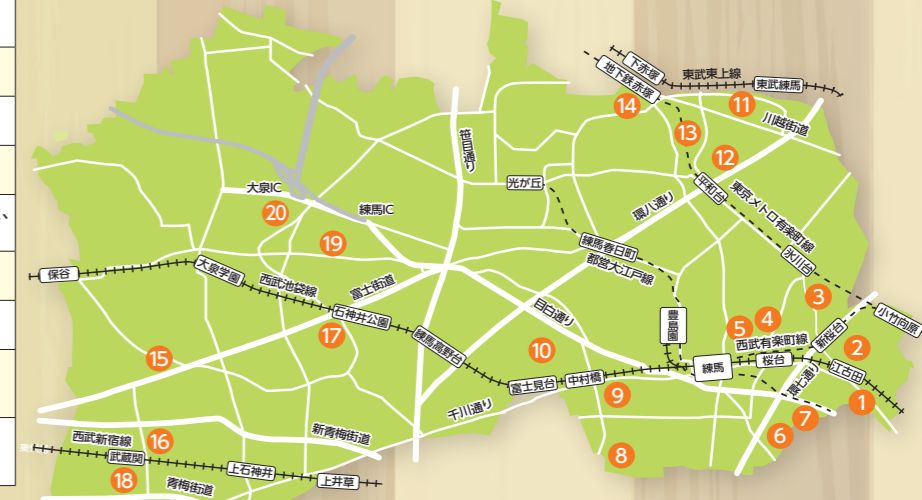 下赤塚
地下鉄赤塚
東武東上線
東武練馬
14
11
川越街道
13
12
笹目通り
光が丘
平和台
環八通り
東京メトロ有楽町線
氷川台
大泉IC
練馬IC
20
19
練馬春日町
都営大江戸線
保谷
大泉学園
西武池袋線
富士街道
石神井公園
17
練馬高野台
目白通り
豊島園
3
小竹向原
5
4
西武有楽町線
新桜台
2
10
15
富士見台
中村橋
練馬
桜台
江古田
1
9
環七通り
7
6
8
千川通り
新青梅街道
西武新宿線
16
武蔵関
上石神井
上井草
18
青梅街道